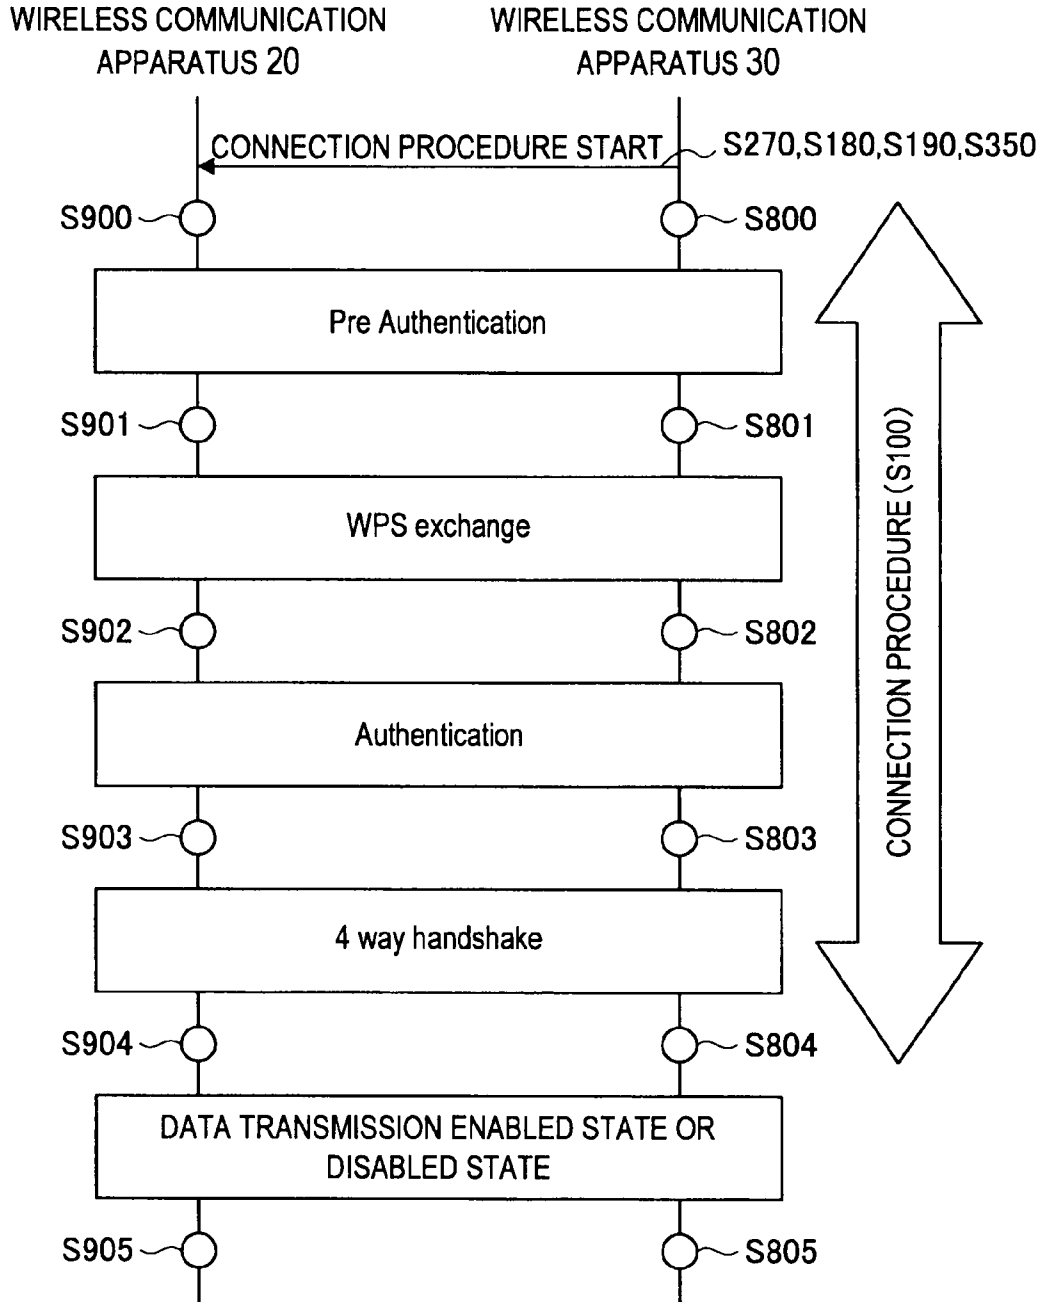 WIRELESS COMMUNICATION
APPARATUS 20
WIRELESS COMMUNICATION
APPARATUS 30
CONNECTION PROCEDURE START
S270,S180,S190,S350
S900
S800
Pre Authentication
S901
S801
WPS exchange
S902
S802
Authentication
S903
S803
4 way handshake
S904
S804
DATA TRANSMISSION ENABLED STATE OR
DISABLED STATE
S905
S805
CONNECTION PROCEDURE (S100)